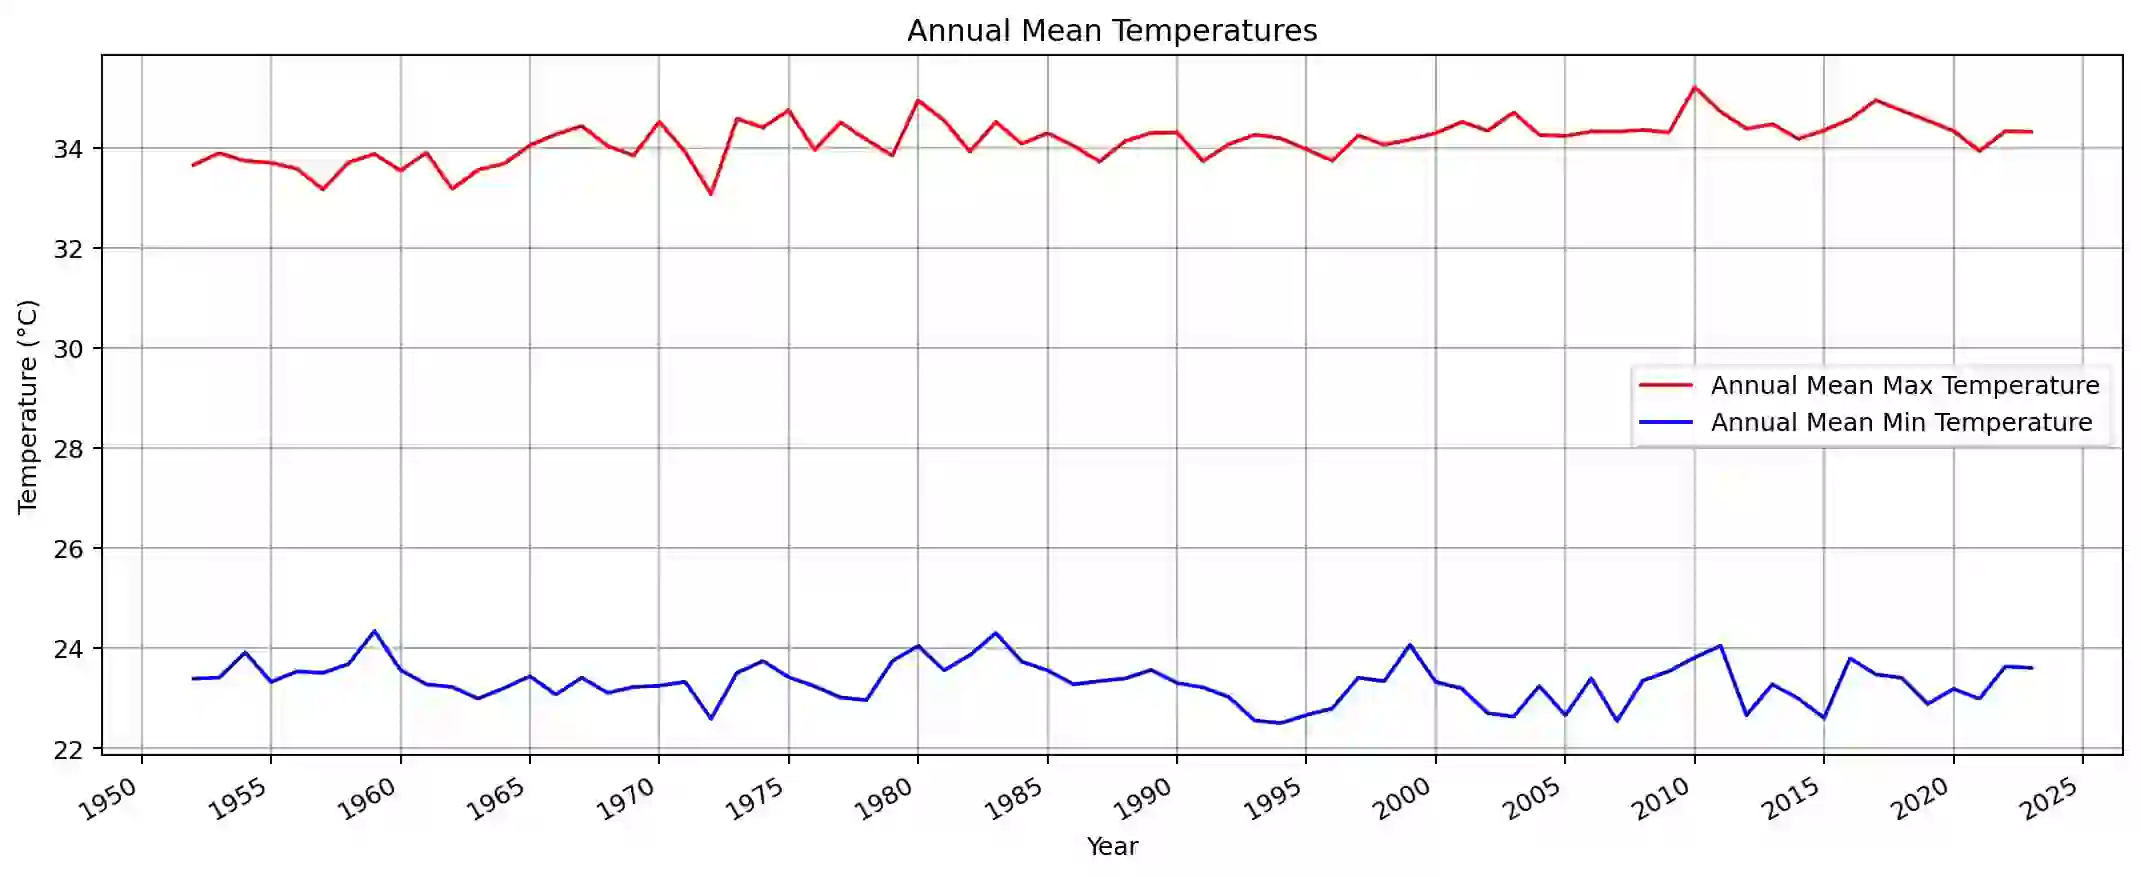 Annual Mean Temperatures
Temperature (°C)
34
32
30
28
26
24
22
Annual Mean Max Temperature
Annual Mean Min Temperature
1950 1955 1960 1965 1970 1975 1980 1985 1990 1995 2000 2005 2010 2015 2020 2025
Year